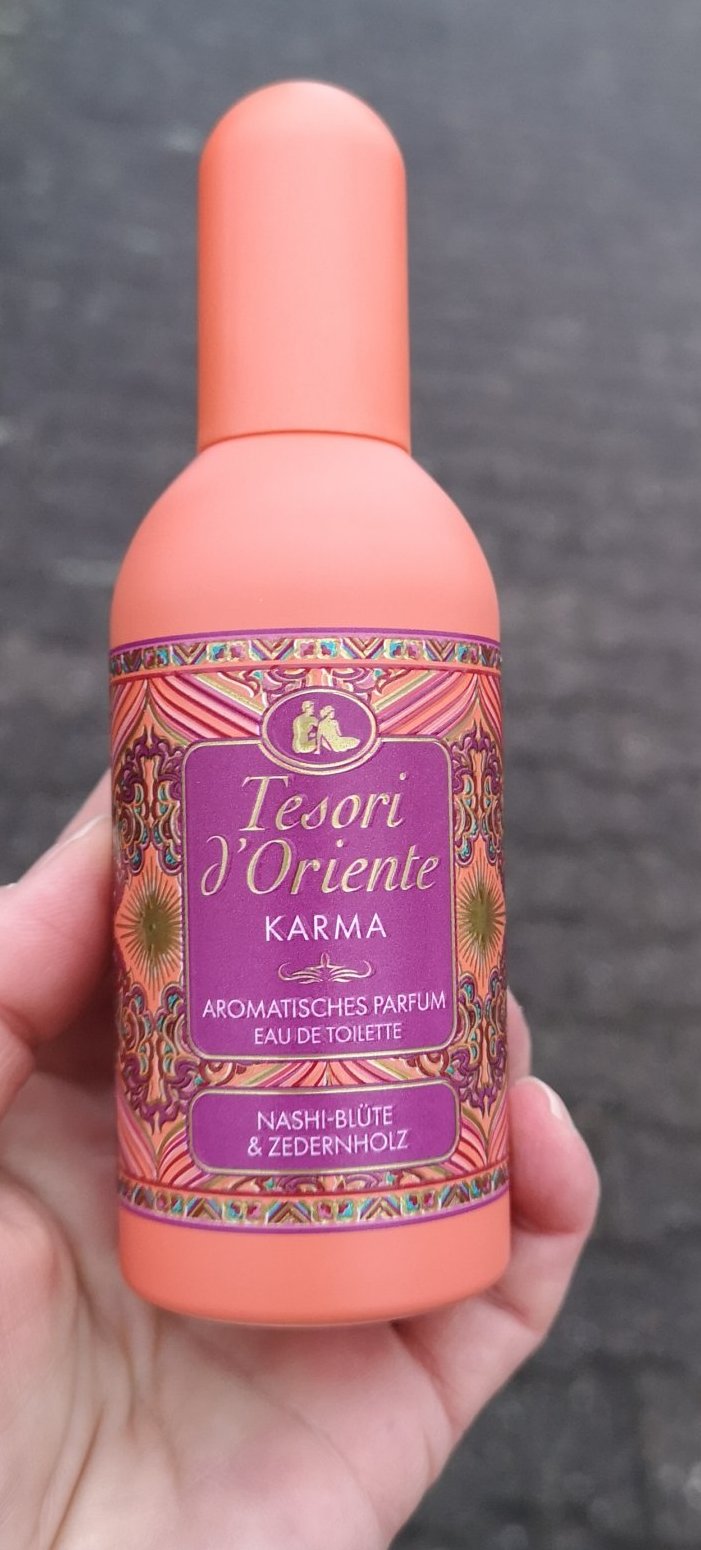 Tesori
d'Oriente
KARMA
AROMATISCHES PARFUM
EAU DE TOILETTE
NASHI-BLÜTE
& ZEDERNHOLZ